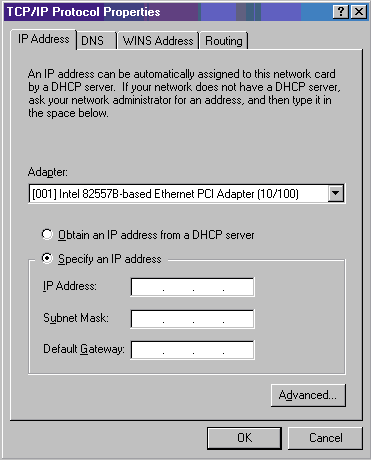 TCP/IP Protocol Properties
IP Address DNS WINS Address Routing
An IP address can be automatically assigned to this network card
by a DHCP server. If your network does not have a DHCP server,
ask your network administrator for an address, and then type it in
the space below.
Adapter:
[001] Intel 82557B-based Ethernet PCI Adapter (10/100)
Obtain an IP address from a DHCP server
Specify an IP address
IP Address:
Subnet Mask:
Default Gateway:
Advanced...
OK Cancel